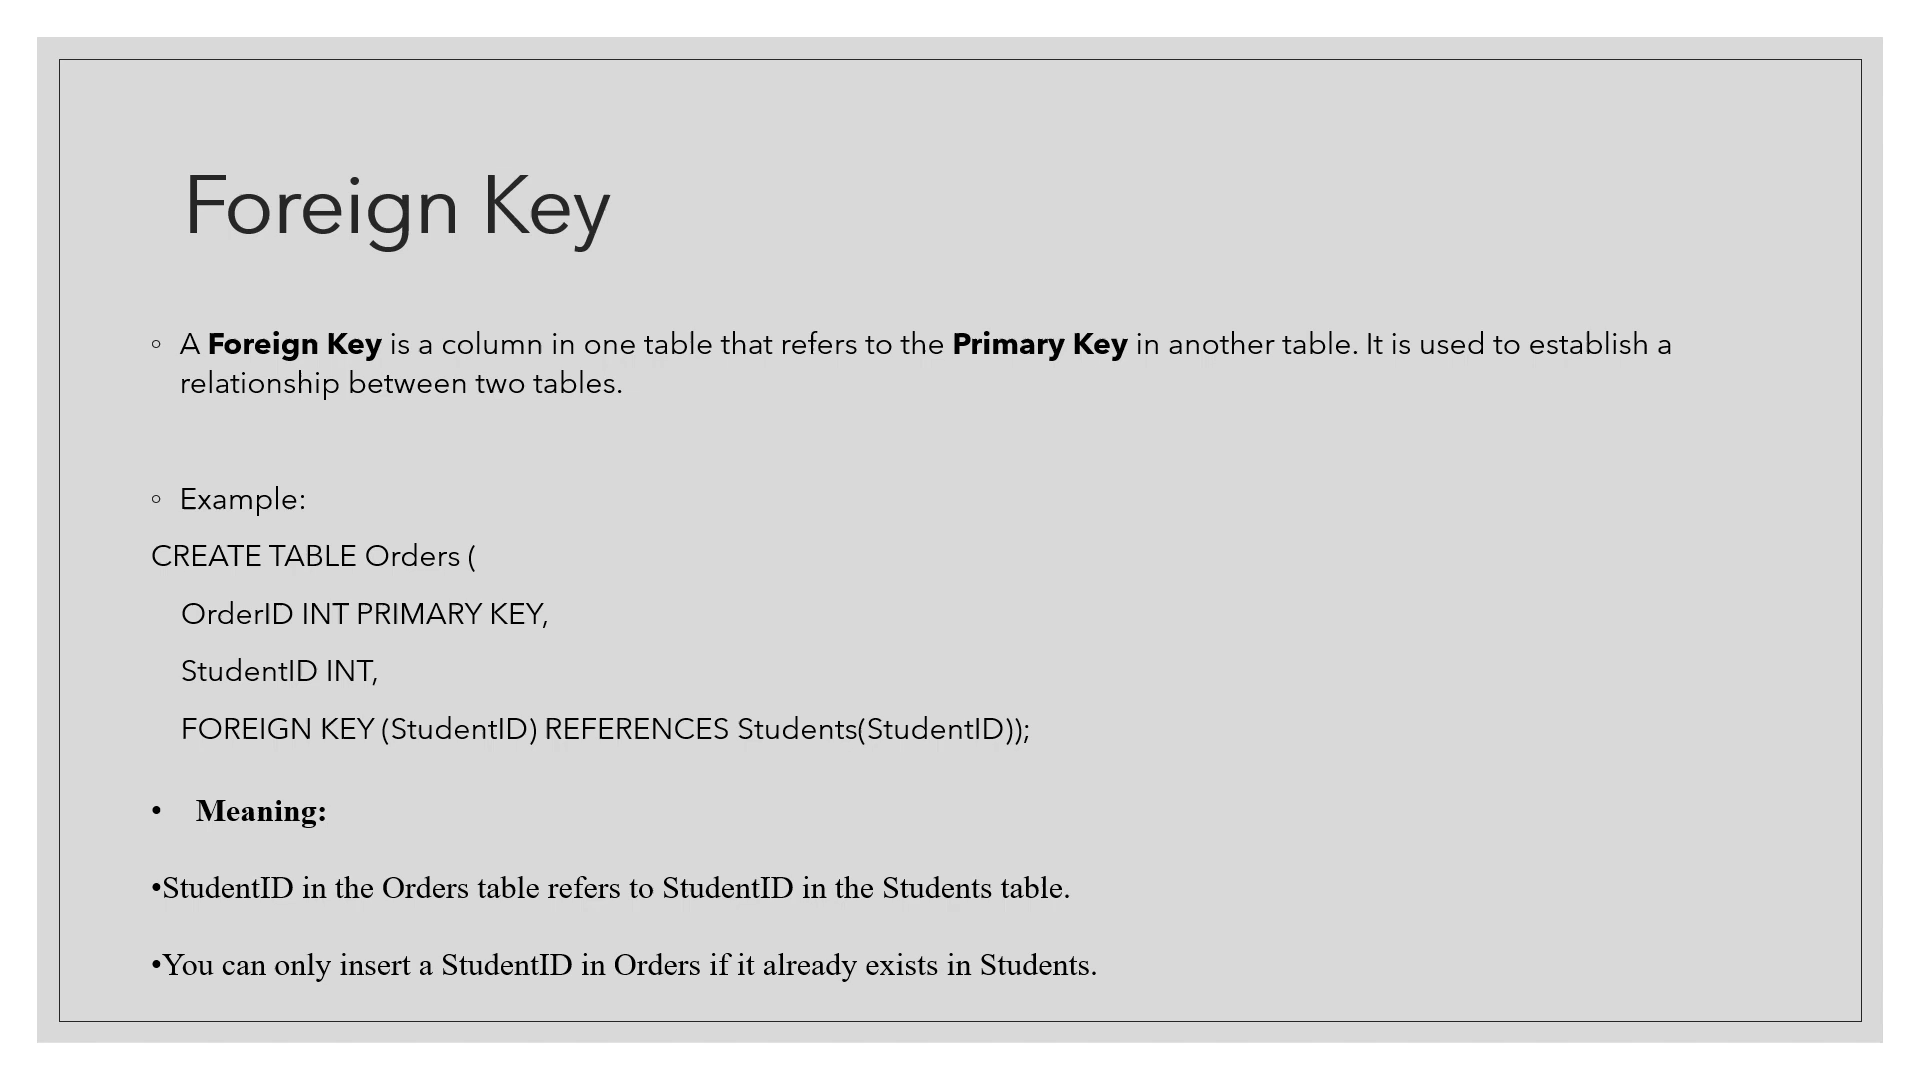 Foreign Key
◦ A Foreign Key is a column in one table that refers to the Primary Key in another table. It is used to establish a
relationship between two tables.
◦ Example:
CREATE TABLE Orders (
OrderID INT PRIMARY KEY,
StudentID INT,
FOREIGN KEY (StudentID) REFERENCES Students(StudentID));
• Meaning:
•StudentID in the Orders table refers to StudentID in the Students table.
•You can only insert a StudentID in Orders if it already exists in Students.